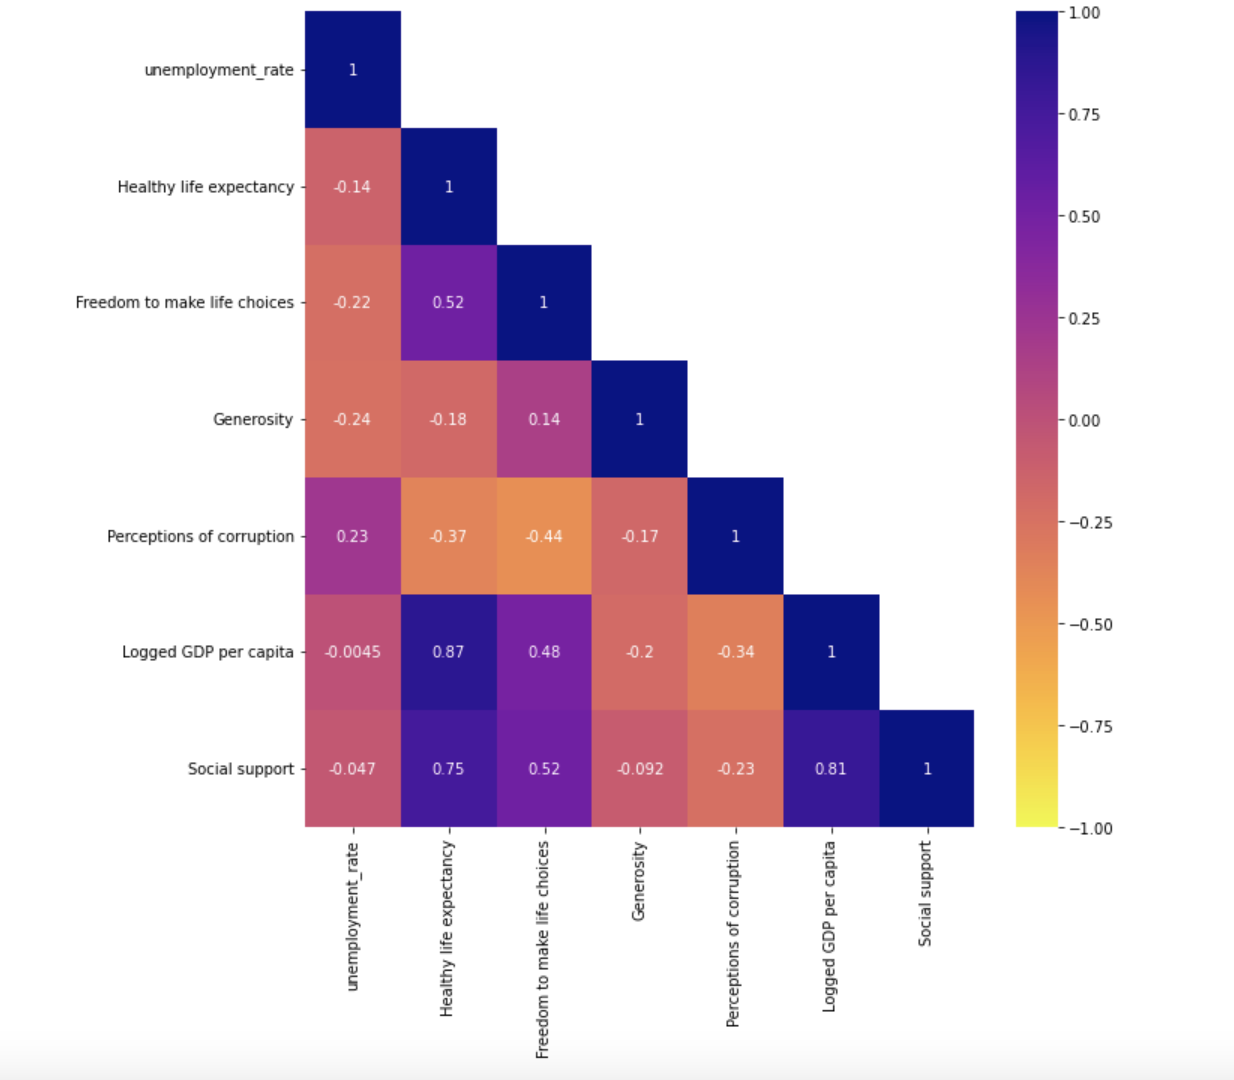 unemployment_rate 1
Healthy life expectancy -0.14 1
Freedom to make life choices -0.22 0.52 1
Generosity -0.24 -0.18 0.14 1
Perceptions of corruption 0.23 -0.37 -0.44 -0.17 1
Logged GDP per capita -0.0045 0.87 0.48 -0.2 -0.34 1
Social support -0.047 0.75 0.52 -0.092 -0.23 0.81 1
unemployment_rate
Healthy life expectancy
Freedom to make life choices
Generosity
Perceptions of corruption
Logged GDP per capita
Social support
1.00
0.75
0.50
0.25
0.00
−0.25
−0.50
−0.75
−1.00